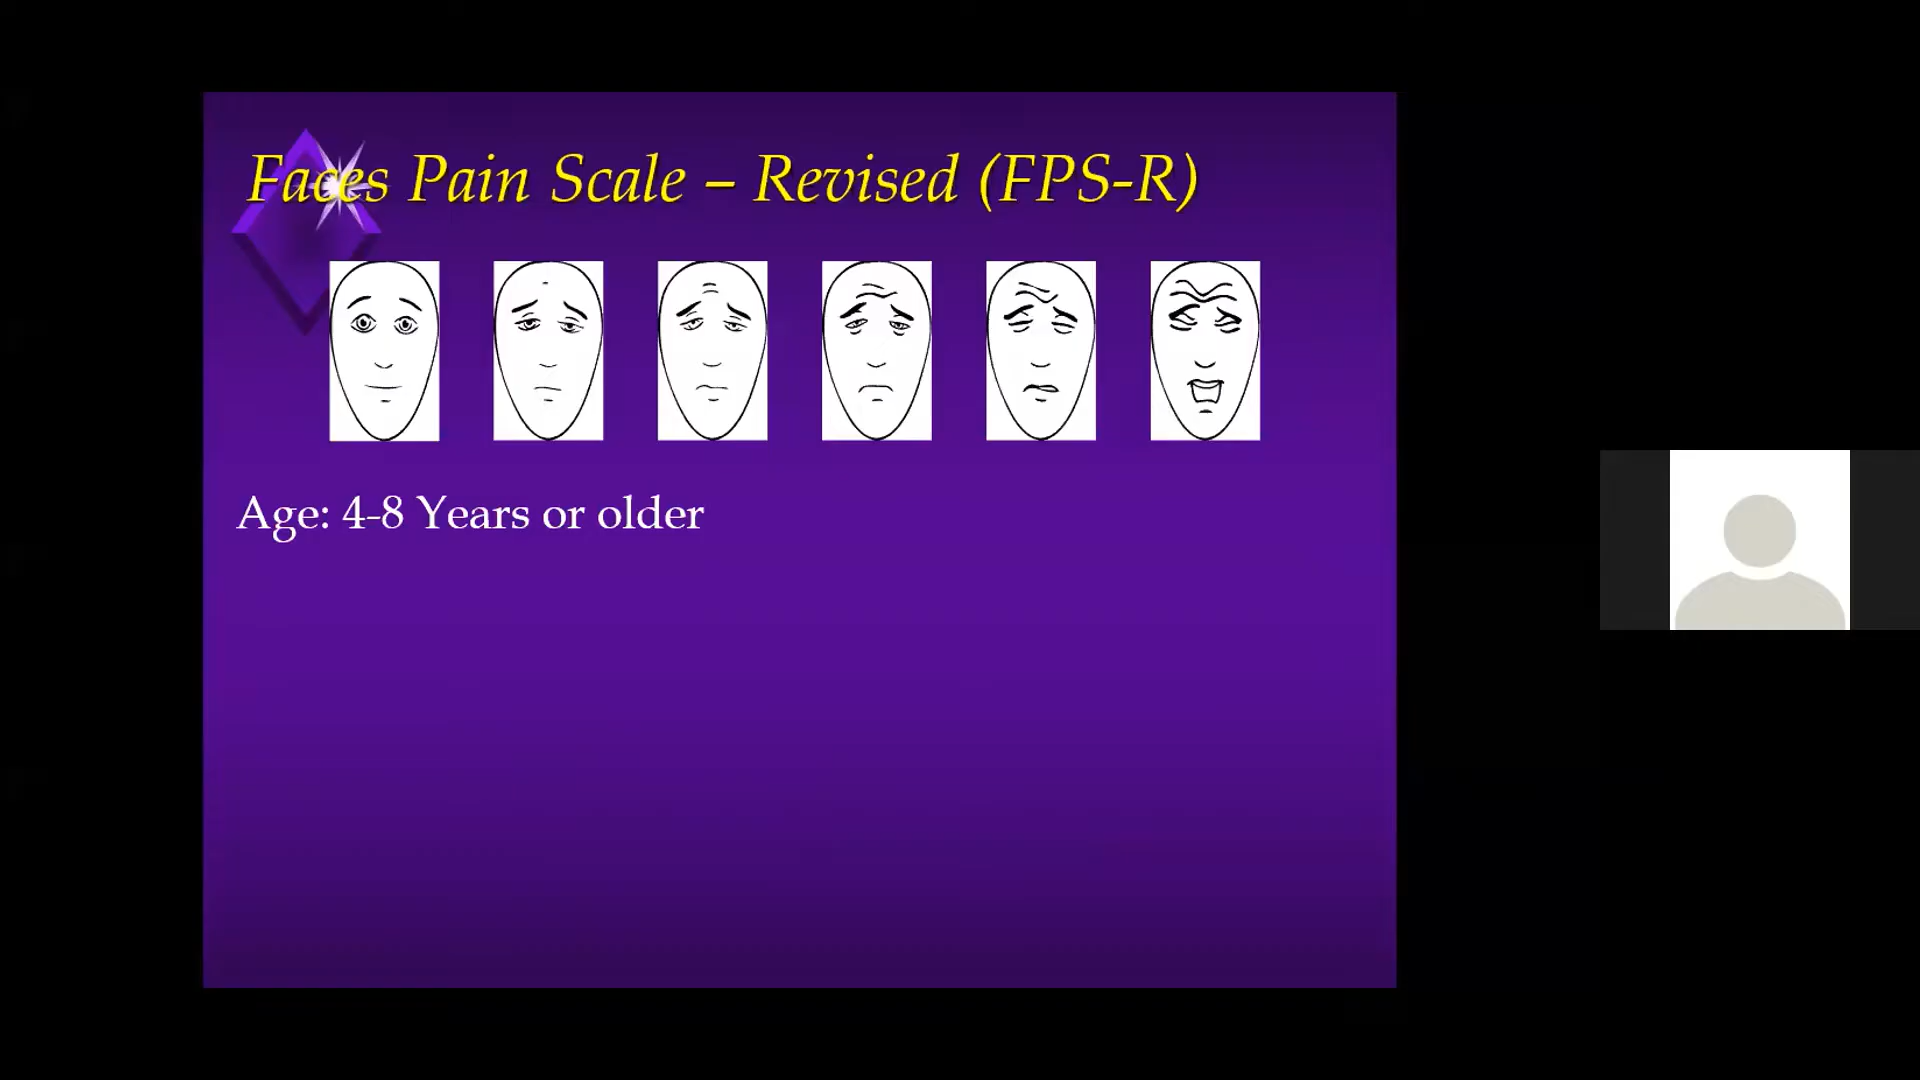 Faces Pain Scale – Revised (FPS-R)
Age: 4-8 Years or older